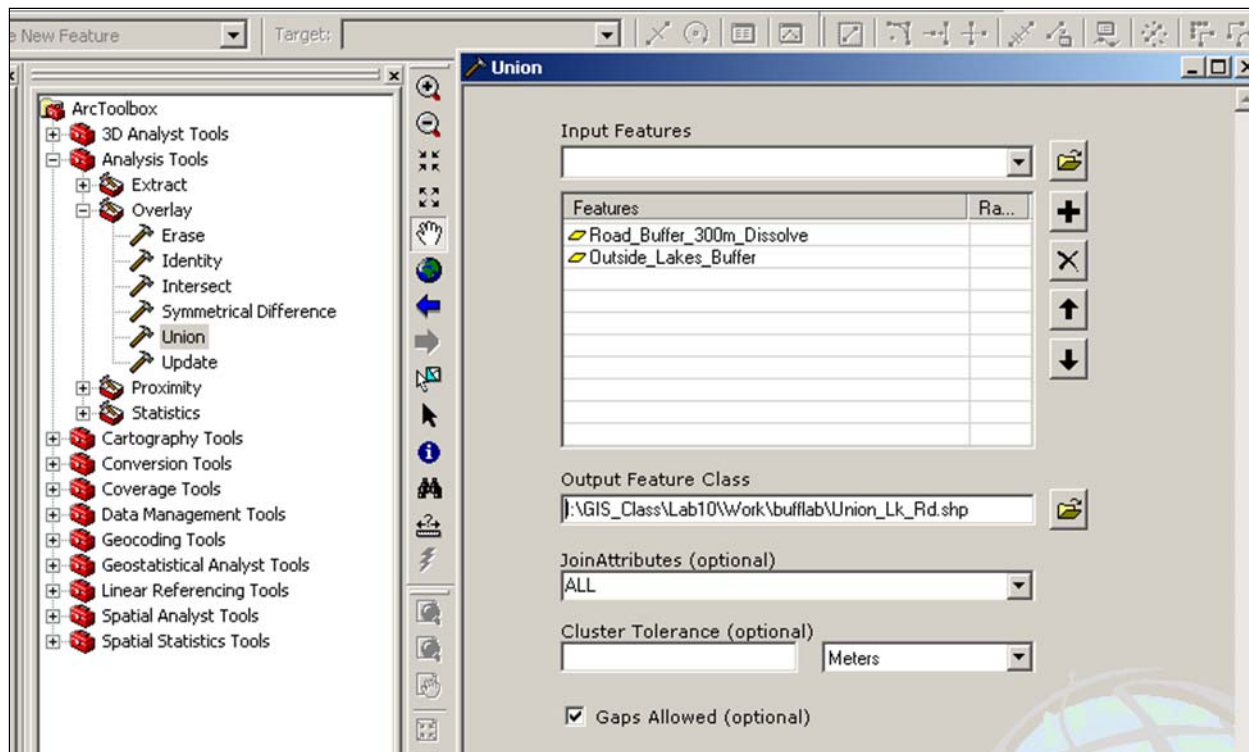 e New Feature
Target:
ArcToolbox
3D Analyst Tools
Analysis Tools
Extract
Overlay
Erase
Identity
Intersect
Symmetrical Difference
Union
Update
Proximity
Statistics
Cartography Tools
Conversion Tools
Coverage Tools
Data Management Tools
Geocoding Tools
Geostatistical Analyst Tools
Linear Referencing Tools
Spatial Analyst Tools
Spatial Statistics Tools
Union
Input Features
Features Ra...
Road_Buffer_300m_Dissolve
Outside_Lakes_Buffer
Output Feature Class
:\GIS_Class\Lab10\Work\bufflab\Union_Lk_Rd.shp
JoinAttributes (optional)
ALL
Cluster Tolerance (optional)
Meters
Gaps Allowed (optional)